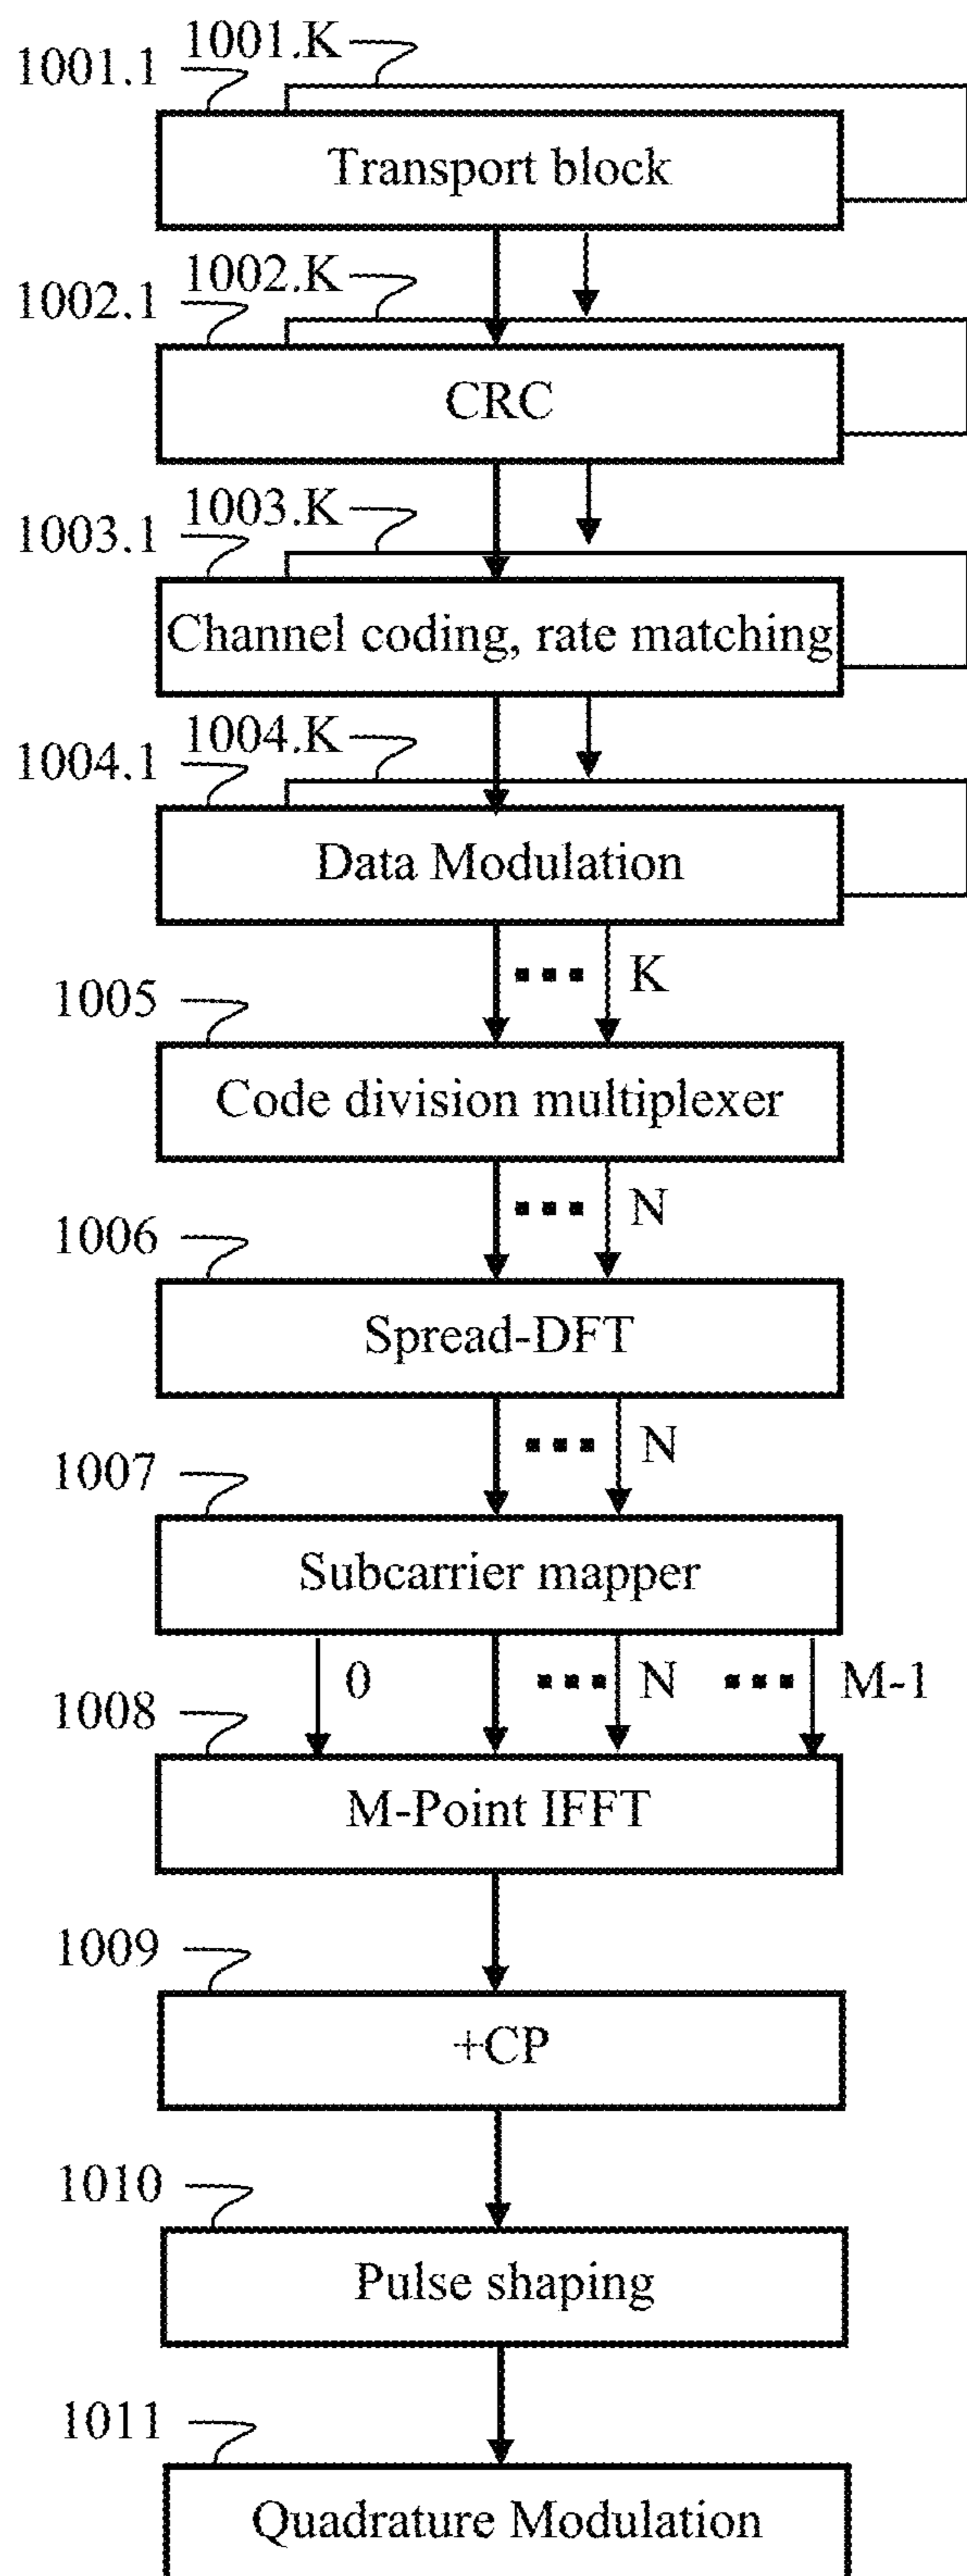 1001.K
1001.1
Transport block
1002.K
1002.1
CRC
1003.K
1003.1
Channel coding, rate matching
1004.K
1004.1
Data Modulation
K
1005
Code division multiplexer
N
1006
Spread-DFT
N
1007
Subcarrier mapper
0 N M-1
1008
M-Point IFFT
1009
+CP
1010
Pulse shaping
1011
Quadrature Modulation